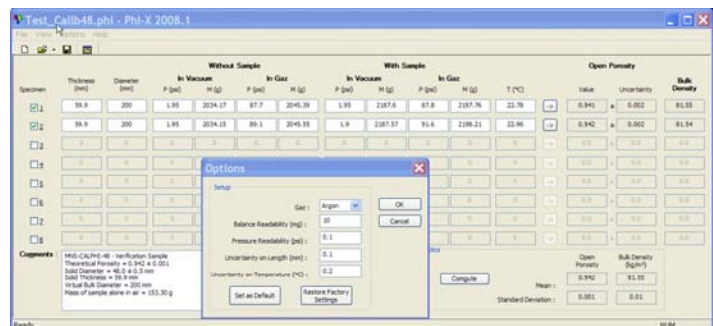 Test_Calib48.phi - Phi-X 2008.1
File View Options Help
Without Sample With Sample Open Porosity
Thickness (mm) Diameter (mm) In Vacuum In Gaz In Vacuum In Gaz Bulk Density
Specimen P (psi) M (g) P (psi) M (g) P (psi) M (g) P (psi) M (g) T (°C) Value Uncertainty
1 59.9 200 1.95 2034.17 87.7 2045.39 1.95 2187.6 87.8 2197.76 22.78 -> 0.941 ± 0.002 81.55
2 59.9 200 1.95 2034.15 89.1 2045.55 1.9 2187.57 91.6 2198.21 22.96 -> 0.942 ± 0.002 81.54
3
4
5
6
7
8
Options
Setup
Gaz : Argon
OK
Balance Readability (mg) : 10
Cancel
Pressure Readability (psi) : 0.1
Uncertainty on Length (mm) : 0.1
Uncertainty on Temperature (°C) : 0.2
Set as Default
Restore Factory Settings
Comments :
MNS-CALPHI-48 - Verification Sample
Theoretical Porosity = 0.942 ± 0.001
Solid Diameter = 48.0 ± 0.5 mm
Solid Thickness = 59.9 mm
Virtual Bulk Diameter = 200 mm
Mass of sample alone in air = 153.30 g
Compute
Open Porosity Bulk Density (kg/m³)
Mean : 0.942 81.55
Standard Deviation : 0.001 0.01
Ready NUM